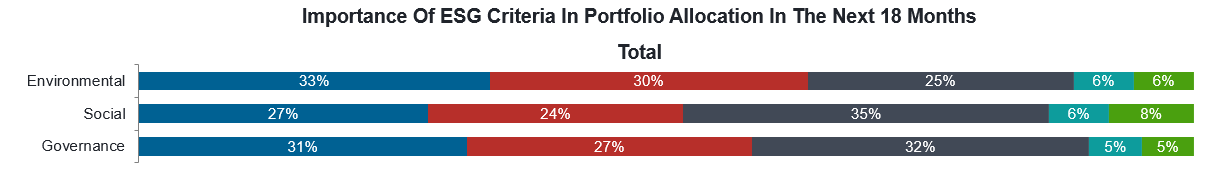 Importance Of ESG Criteria In Portfolio Allocation In The Next 18 Months
Total
Environmental 33% 30% 25% 6% 6%
Social 27% 24% 35% 6% 8%
Governance 31% 27% 32% 5% 5%